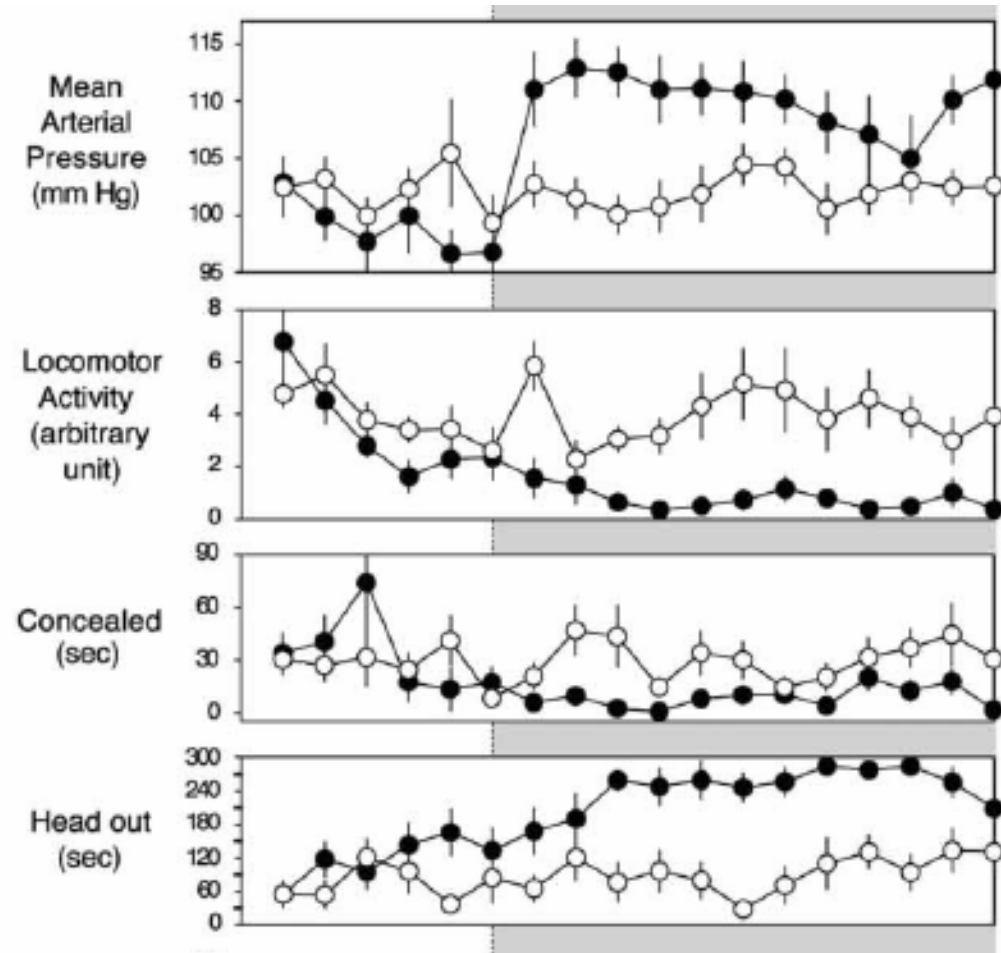 Mean
Arterial
Pressure
(mm Hg)
115
110
105
100
95
Locomotor
Activity
(arbitrary
unit)
8
6
4
2
0
Concealed
(sec)
90
60
30
0
Head out
(sec)
300
240
180
120
60
0